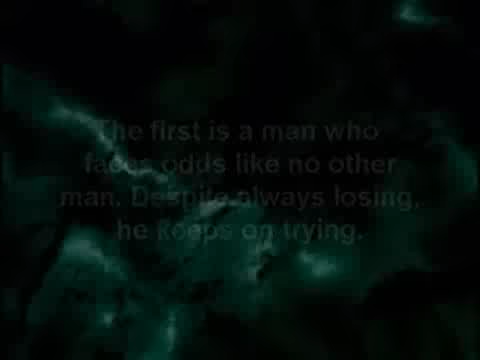 The first is a man who
faces odds like no other
man. Despite always losing,
he keeps on trying.